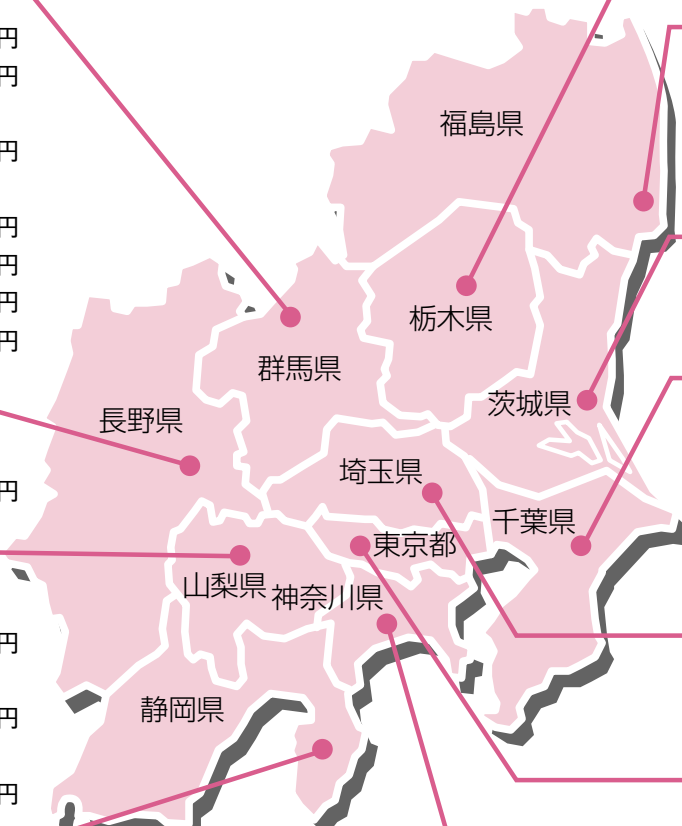 円
円
円
円
円
円
円
円
円
円
円
福島県
栃木県
群馬県
茨城県
長野県
埼玉県
千葉県
東京都
山梨県
神奈川県
静岡県